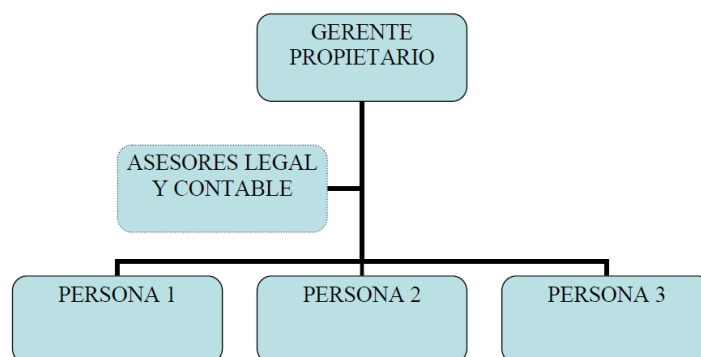 GERENTE
PROPIETARIO
ASESORES LEGAL
Y CONTABLE
PERSONA 1
PERSONA 2
PERSONA 3